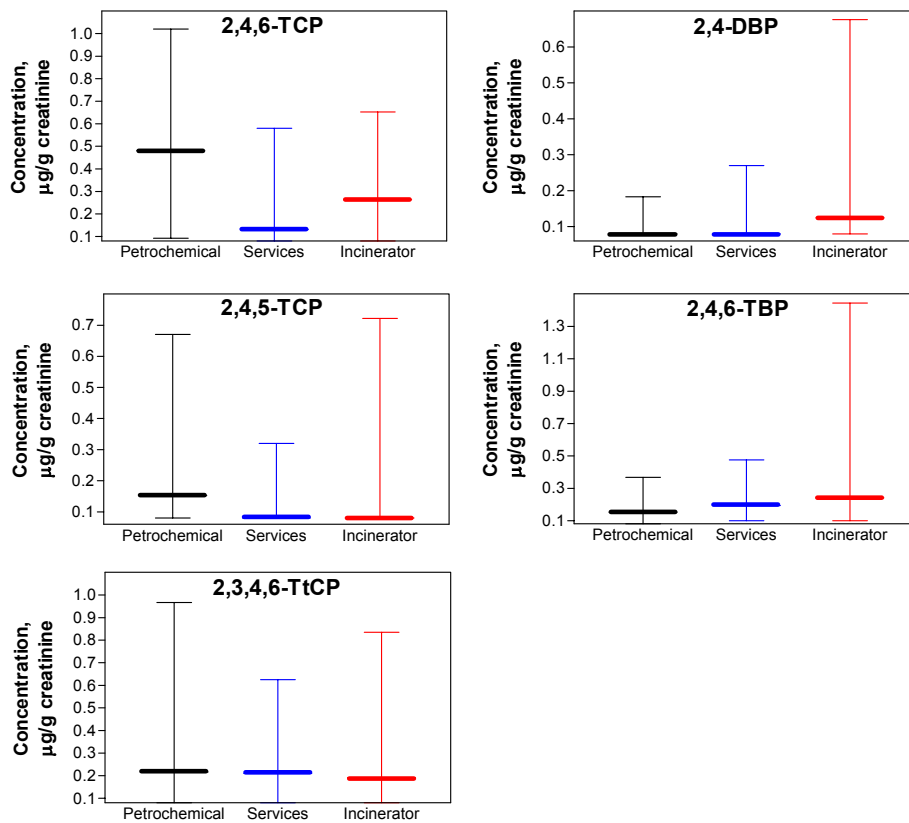 2,4,6-TCP
Concentration,
µg/g creatinine
1.0
0.9
0.8
0.7
0.6
0.5
0.4
0.3
0.2
0.1
Petrochemical Services Incinerator
2,4-DBP
Concentration,
µg/g creatinine
0.6
0.4
0.3
0.2
0.1
Petrochemical Services Incinerator
2,4,5-TCP
Concentration,
µg/g creatinine
0.7
0.5
0.4
0.3
0.2
0.1
Petrochemical Services Incinerator
2,4,6-TBP
Concentration,
µg/g creatinine
1.3
1.1
0.9
0.7
0.5
0.3
0.1
Petrochemical Services Incinerator
2,3,4,6-TtCP
Concentration,
µg/g creatinine
1.0
0.9
0.8
0.7
0.6
0.5
0.4
0.3
0.2
0.1
Petrochemical Services Incinerator